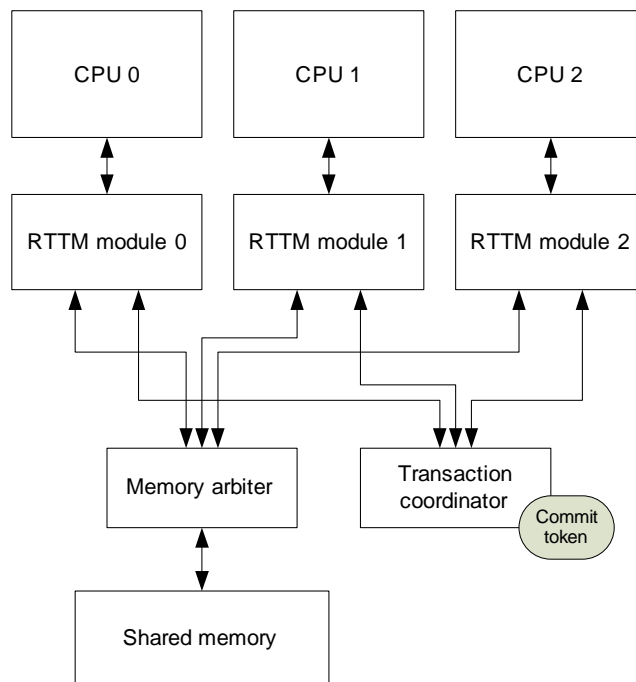 CPU 0
CPU 1
CPU 2
RTTM module 0
RTTM module 1
RTTM module 2
Memory arbiter
Transaction
coordinator
Commit
token
Shared memory